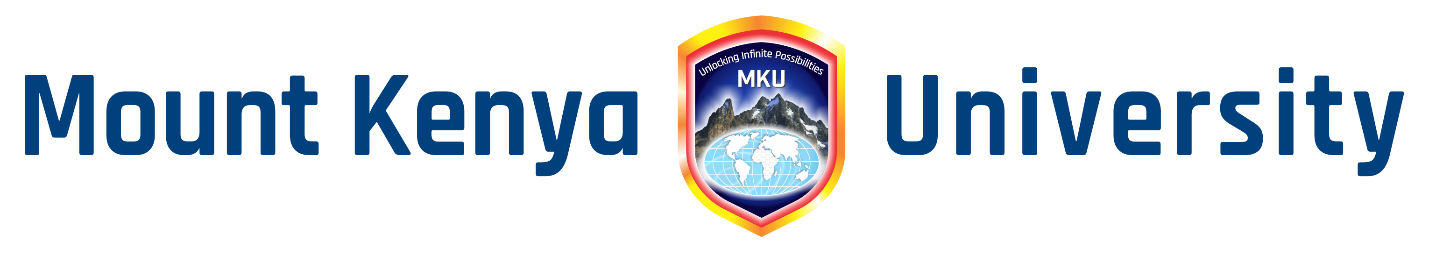 Mount Kenya University
Unlocking Infinite Possibilities
MKU